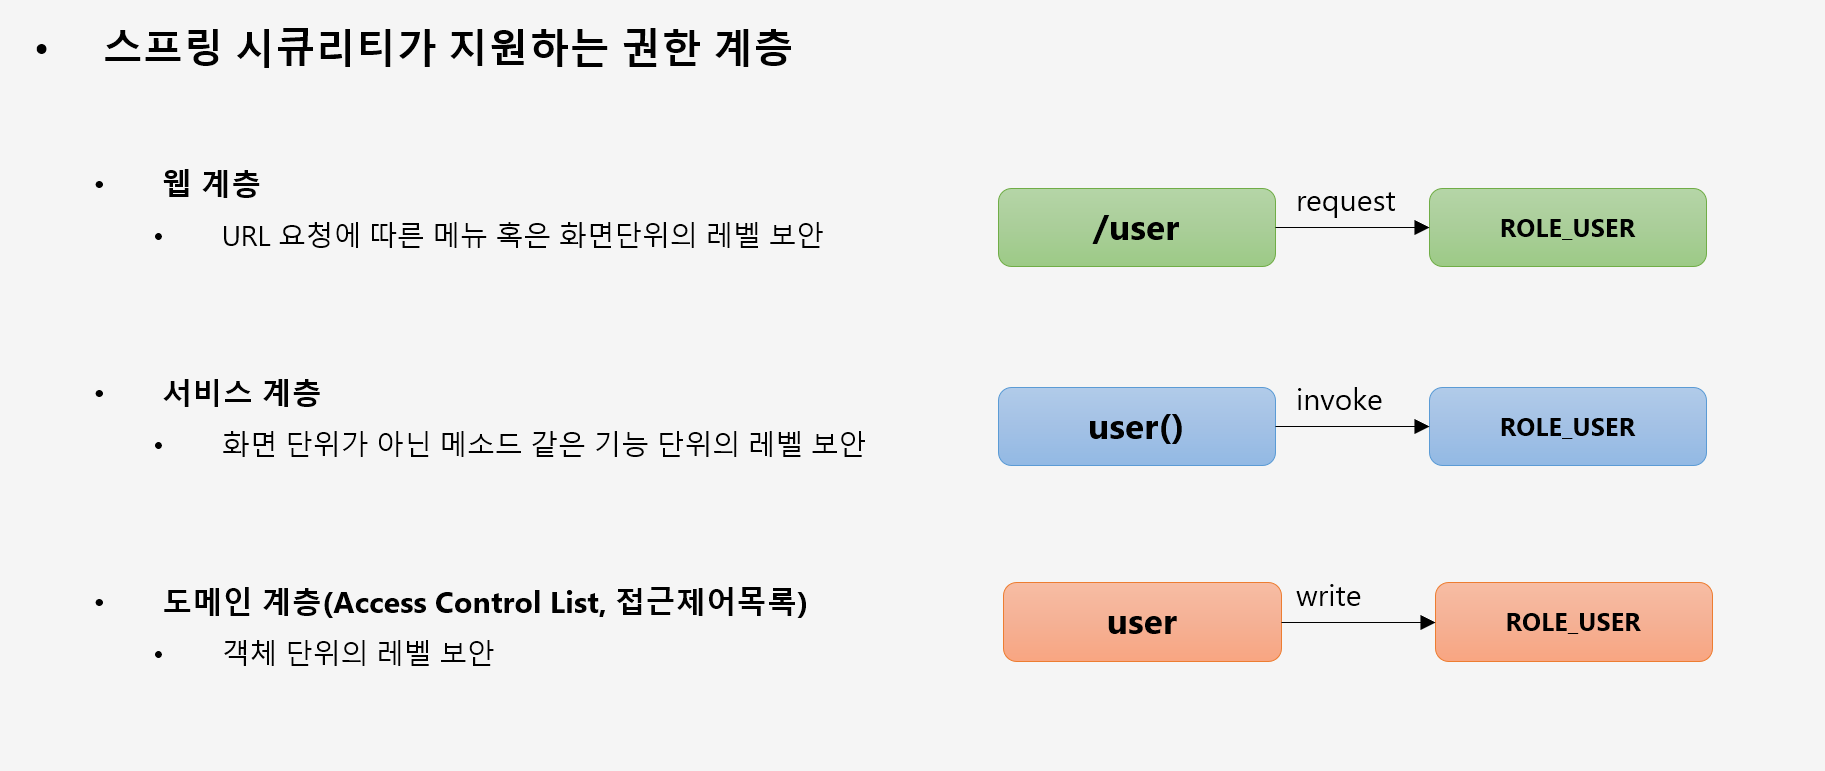 • 스프링 시큐리티가 지원하는 권한 계층
• 웹 계층
• URL 요청에 따른 메뉴 혹은 화면단위의 레벨 보안
/user
request
ROLE_USER
• 서비스 계층
• 화면 단위가 아닌 메소드 같은 기능 단위의 레벨 보안
user()
invoke
ROLE_USER
• 도메인 계층(Access Control List, 접근제어목록)
• 객체 단위의 레벨 보안
user
write
ROLE_USER